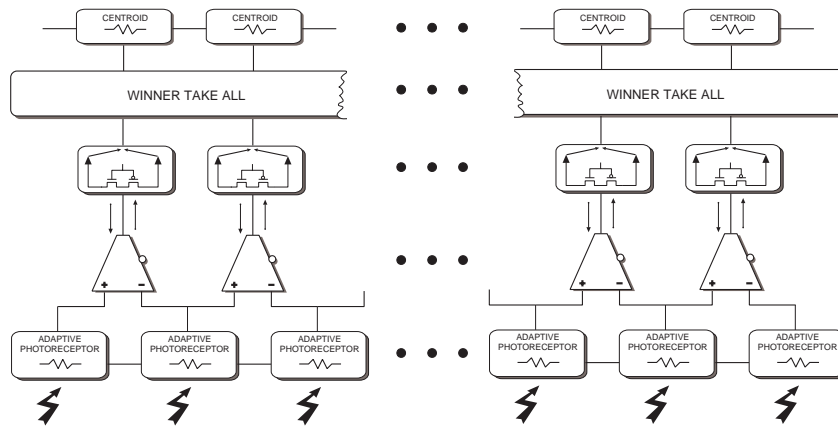 CENTROID
CENTROID
CENTROID
CENTROID
WINNER TAKE ALL
WINNER TAKE ALL
+ -
+ -
+ -
+ -
ADAPTIVE
PHOTORECEPTOR
ADAPTIVE
PHOTORECEPTOR
ADAPTIVE
PHOTORECEPTOR
ADAPTIVE
PHOTORECEPTOR
ADAPTIVE
PHOTORECEPTOR
ADAPTIVE
PHOTORECEPTOR